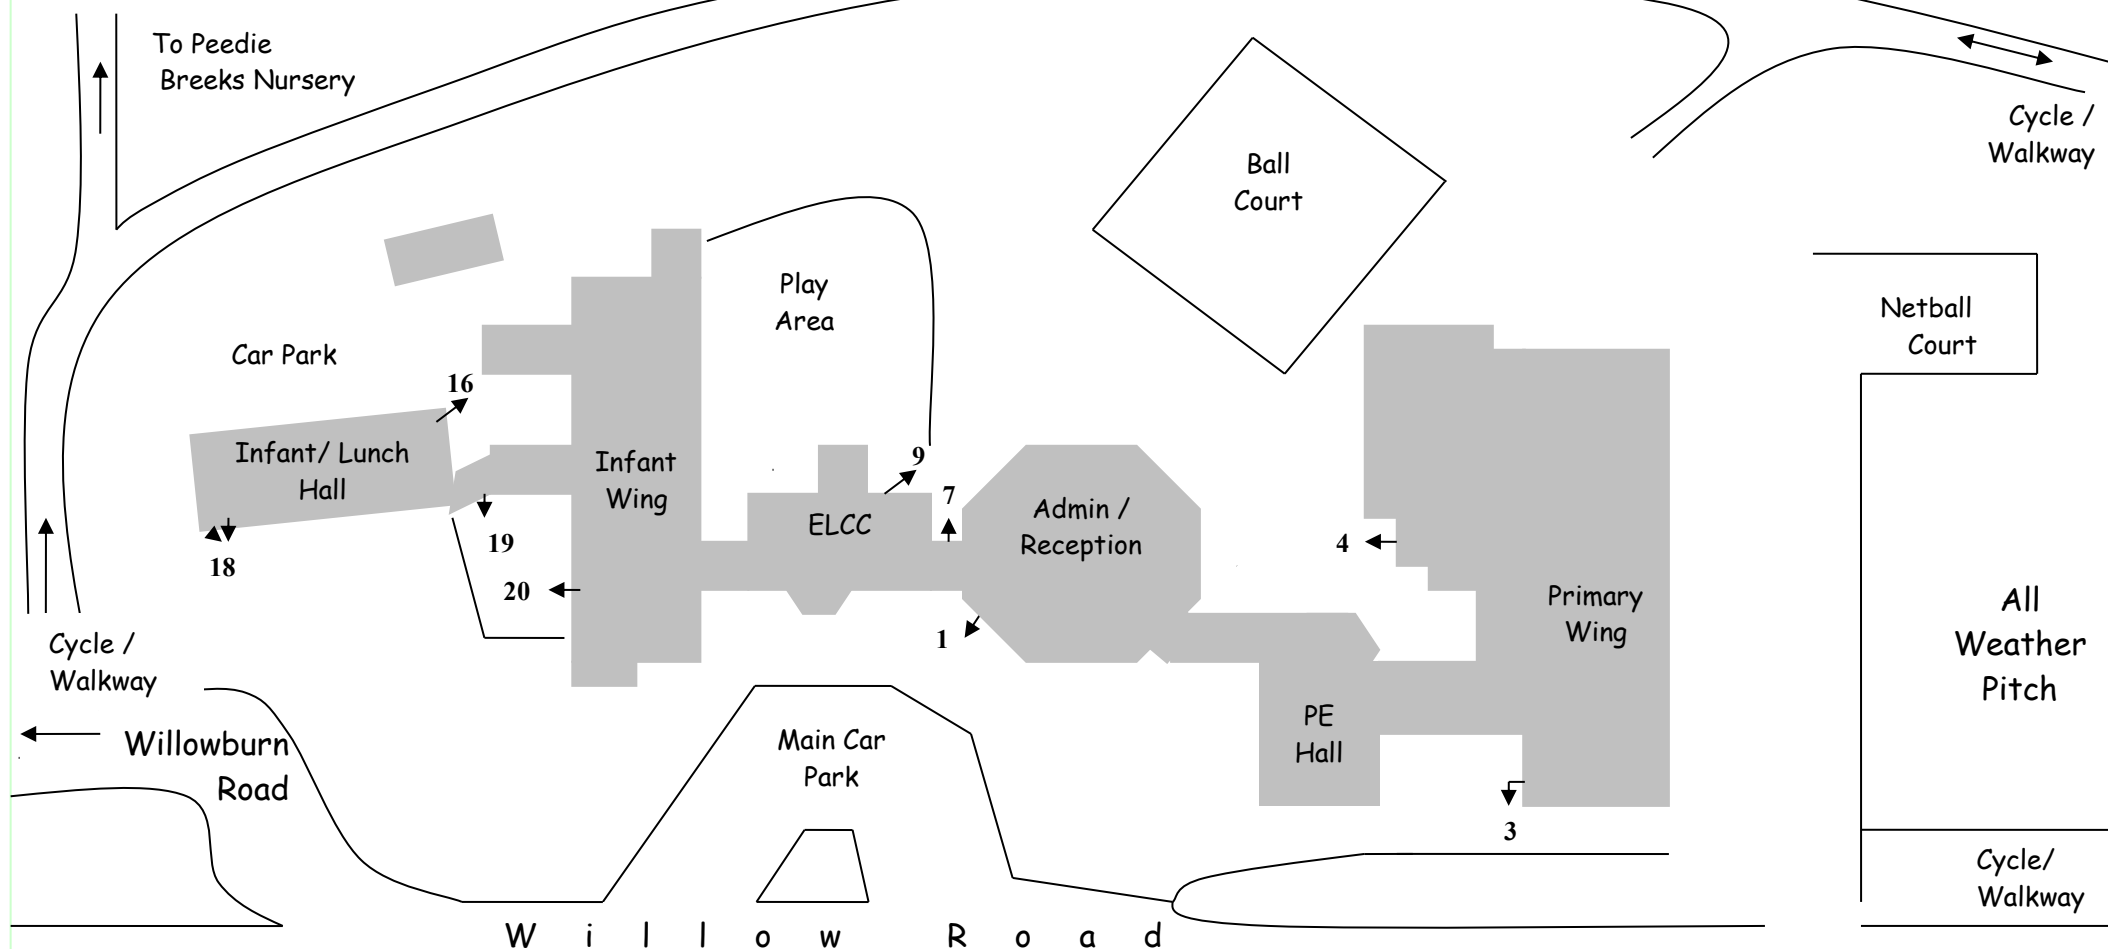 To Peedie
Breeks Nursery
Cycle /
Walkway
Ball
Court
Play
Area
Netball
Court
Car Park
16
Infant/ Lunch
Hall
Infant
Wing
9
7
ELCC
Admin /
Reception
19
18
20
4
1
Primary
Wing
All
Weather
Pitch
Cycle /
Walkway
Willowburn
Road
Main Car
Park
PE
Hall
3
Cycle/
Walkway
Willow Road